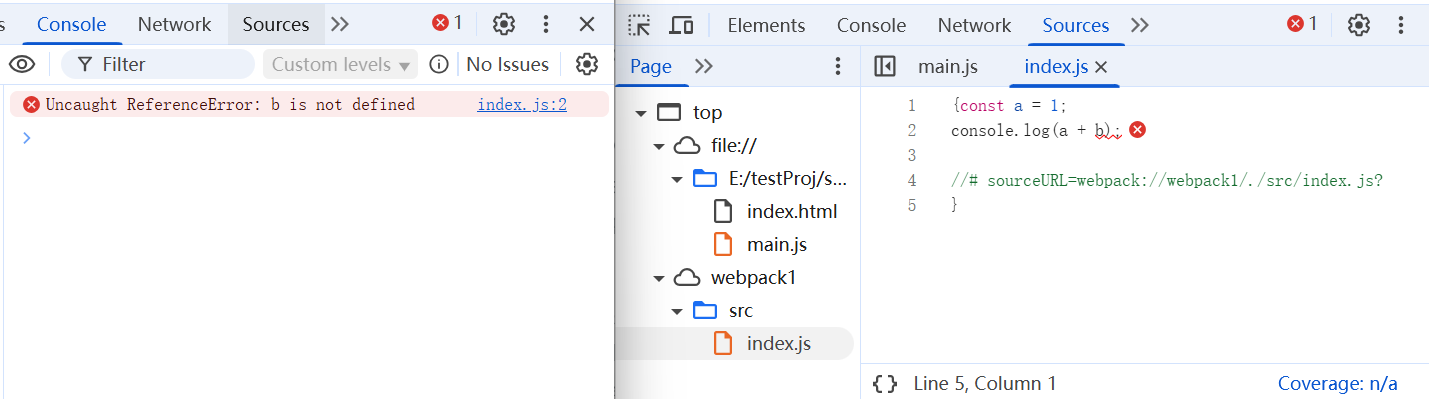 s Console Network Sources 1
Filter Custom levels ▼ No Issues
Uncaught ReferenceError: b is not defined index.js:2
Elements Console Network Sources 1
Page
top
file://
E:/testProj/s...
index.html
main.js
webpack1
src
index.js
main.js index.js
1 {const a = 1;
2 console.log(a + b);
3
4 //# sourceURL=webpack://webpack1/./src/index.js?
5 }
{} Line 5, Column 1 Coverage: n/a